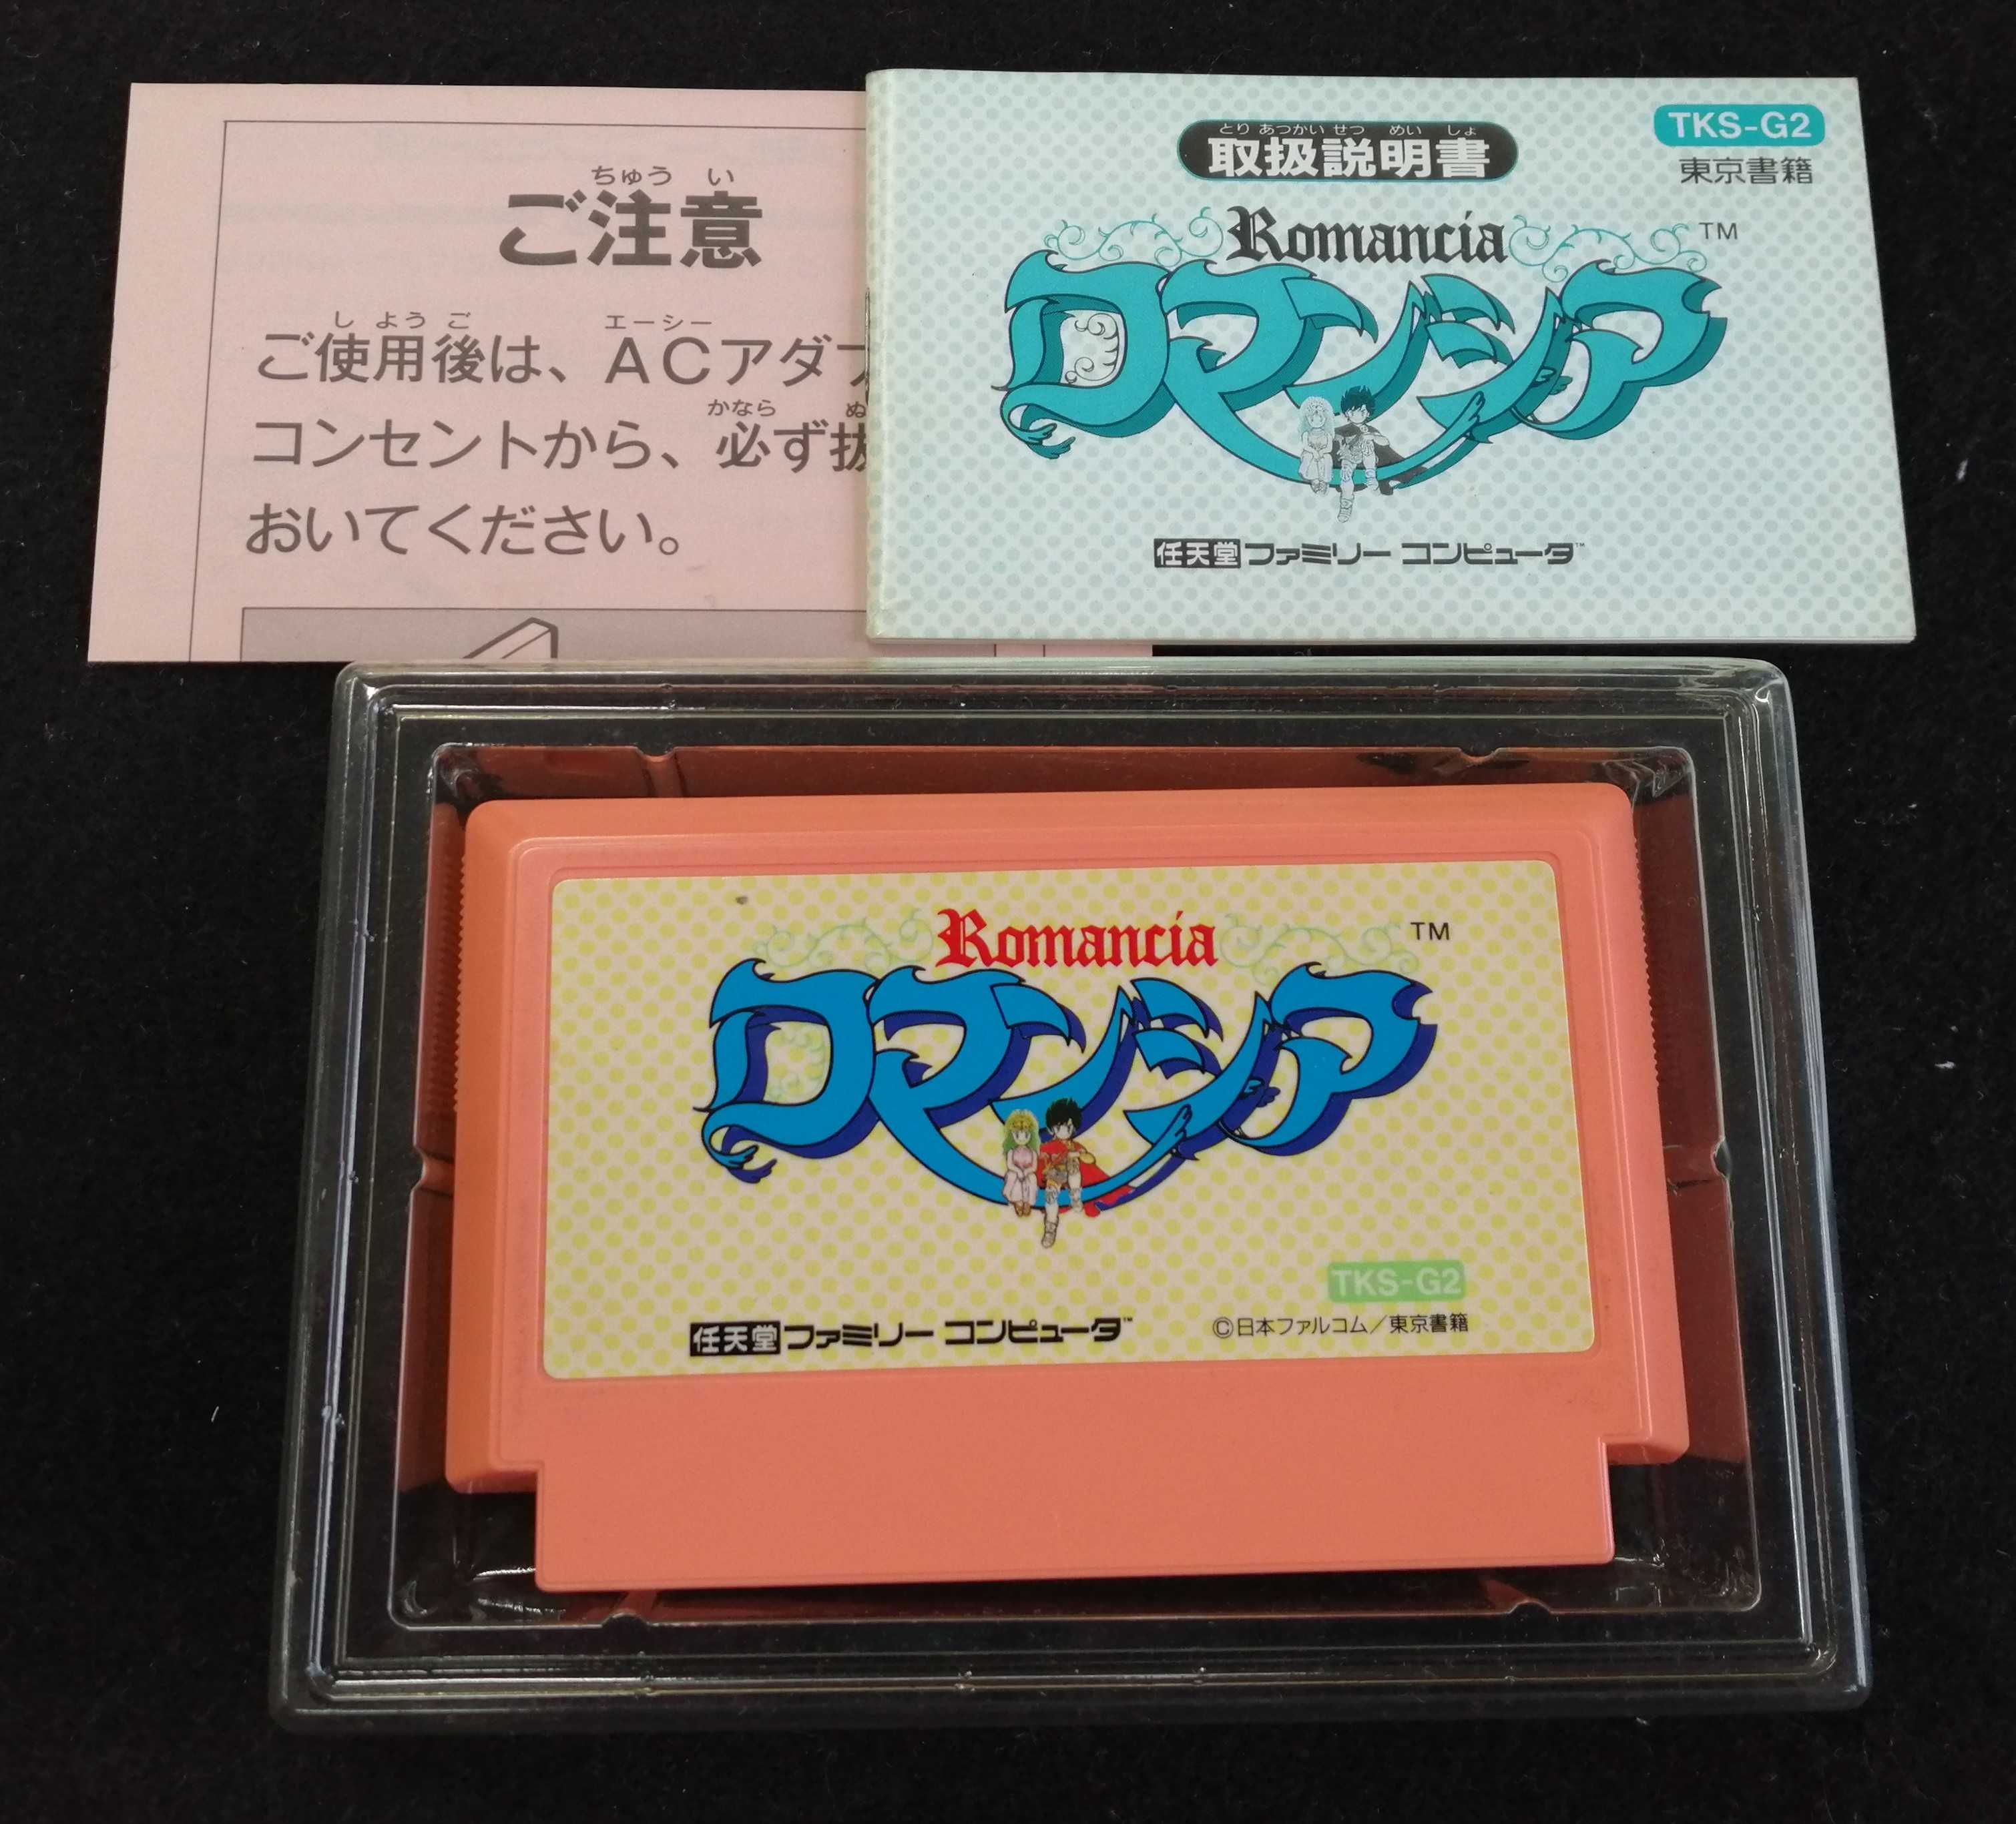 ちゅう い
ご注意
し よう ご エーシー
ご使用後は、ACアダ
かなら ぬ
コンセントから、必ず抜
おいてください。
とり あつかい せつ めい しょ
取扱説明書
TKS-G2
東京書籍
Romancia TM
ロマンシア
任天堂ファミリー コンピュータ™
Romancia TM
ロマンシア
TKS-G2
任天堂ファミリー コンピュータ™
©日本ファルコム/東京書籍